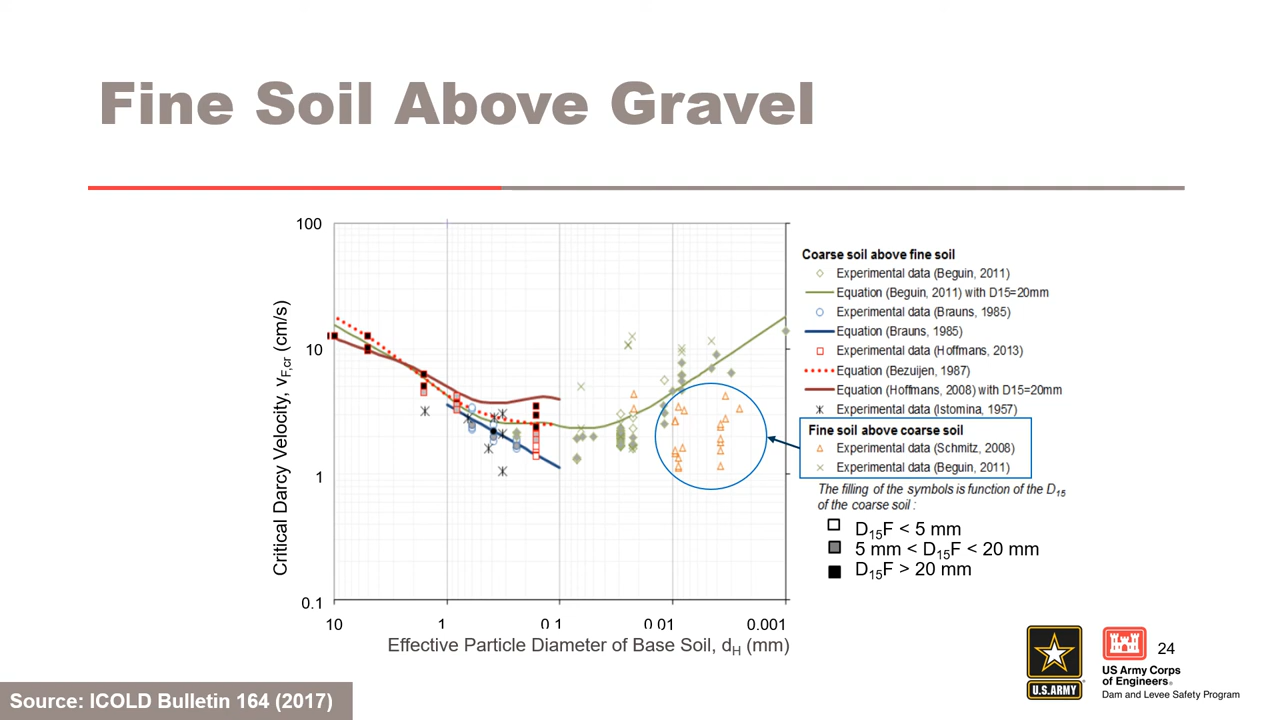 Fine Soil Above Gravel
100
10
1
0.1
Critical Darcy Velocity, vF,cr (cm/s)
10
1
0.1
0.01
0.001
Effective Particle Diameter of Base Soil, dH (mm)
Coarse soil above fine soil
Experimental data (Beguin, 2011)
Equation (Beguin, 2011) with D15=20mm
Experimental data (Brauns, 1985)
Equation (Brauns, 1985)
Experimental data (Hoffmans, 2013)
Equation (Bezuijen, 1987)
Equation (Hoffmans, 2008) with D15=20mm
Experimental data (Istomina, 1957)
Fine soil above coarse soil
Experimental data (Schmitz, 2008)
Experimental data (Beguin, 2011)
The filling of the symbols is function of the D15
of the coarse soil :
D15F < 5 mm
5 mm < D15F < 20 mm
D15F > 20 mm
U.S. ARMY
US Army Corps
of Engineers®
Dam and Levee Safety Program
24
Source: ICOLD Bulletin 164 (2017)